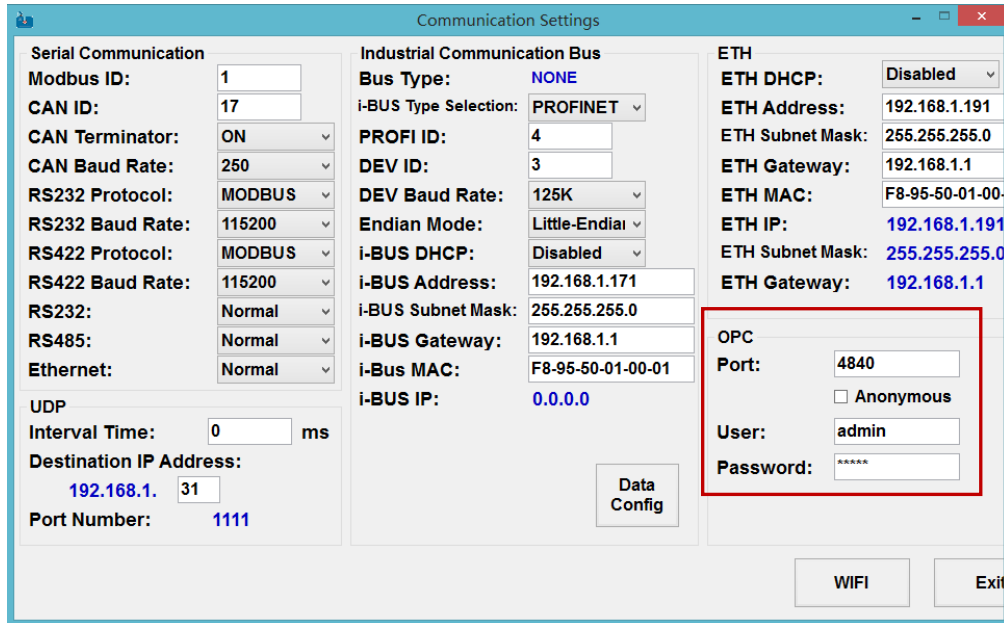 Communication Settings
Serial Communication
Modbus ID: 1
CAN ID: 17
CAN Terminator: ON
CAN Baud Rate: 250
RS232 Protocol: MODBUS
RS232 Baud Rate: 115200
RS422 Protocol: MODBUS
RS422 Baud Rate: 115200
RS232: Normal
RS485: Normal
Ethernet: Normal
UDP
Interval Time: 0 ms
Destination IP Address:
192.168.1. 31
Port Number: 1111
Industrial Communication Bus
Bus Type: NONE
i-BUS Type Selection: PROFINET
PROFI ID: 4
DEV ID: 3
DEV Baud Rate: 125K
Endian Mode: Little-Endiai
i-BUS DHCP: Disabled
i-BUS Address: 192.168.1.171
i-BUS Subnet Mask: 255.255.255.0
i-BUS Gateway: 192.168.1.1
i-Bus MAC: F8-95-50-01-00-01
i-BUS IP: 0.0.0.0
Data
Config
ETH
ETH DHCP: Disabled
ETH Address: 192.168.1.191
ETH Subnet Mask: 255.255.255.0
ETH Gateway: 192.168.1.1
ETH MAC: F8-95-50-01-00-
ETH IP: 192.168.1.191
ETH Subnet Mask: 255.255.255.0
ETH Gateway: 192.168.1.1
OPC
Port: 4840
Anonymous
User: admin
Password: *****
WIFI
Exit